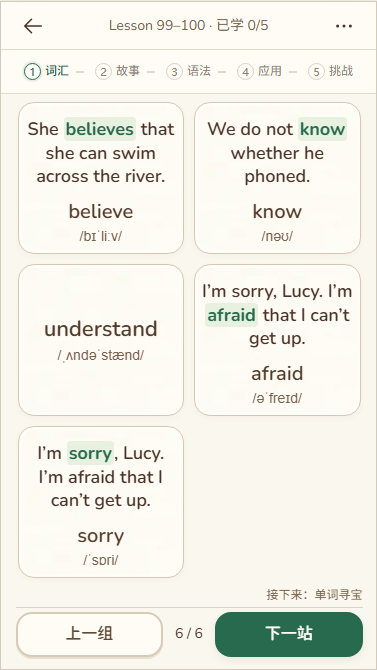 Lesson 99–100 · 已学 0/5
1 词汇 – 2 故事 – 3 语法 – 4 应用 – 5 挑战
She believes that
she can swim
across the river.
believe
/bɪˈliːv/
We do not know
whether he
phoned.
know
/nəʊ/
understand
/ˌʌndəˈstænd/
I’m sorry, Lucy. I’m
afraid that I can’t
get up.
afraid
/əˈfreɪd/
I’m sorry, Lucy.
I’m afraid that I
can’t get up.
sorry
/ˈsɒri/
接下来：单词寻宝
上一组
6 / 6
下一站